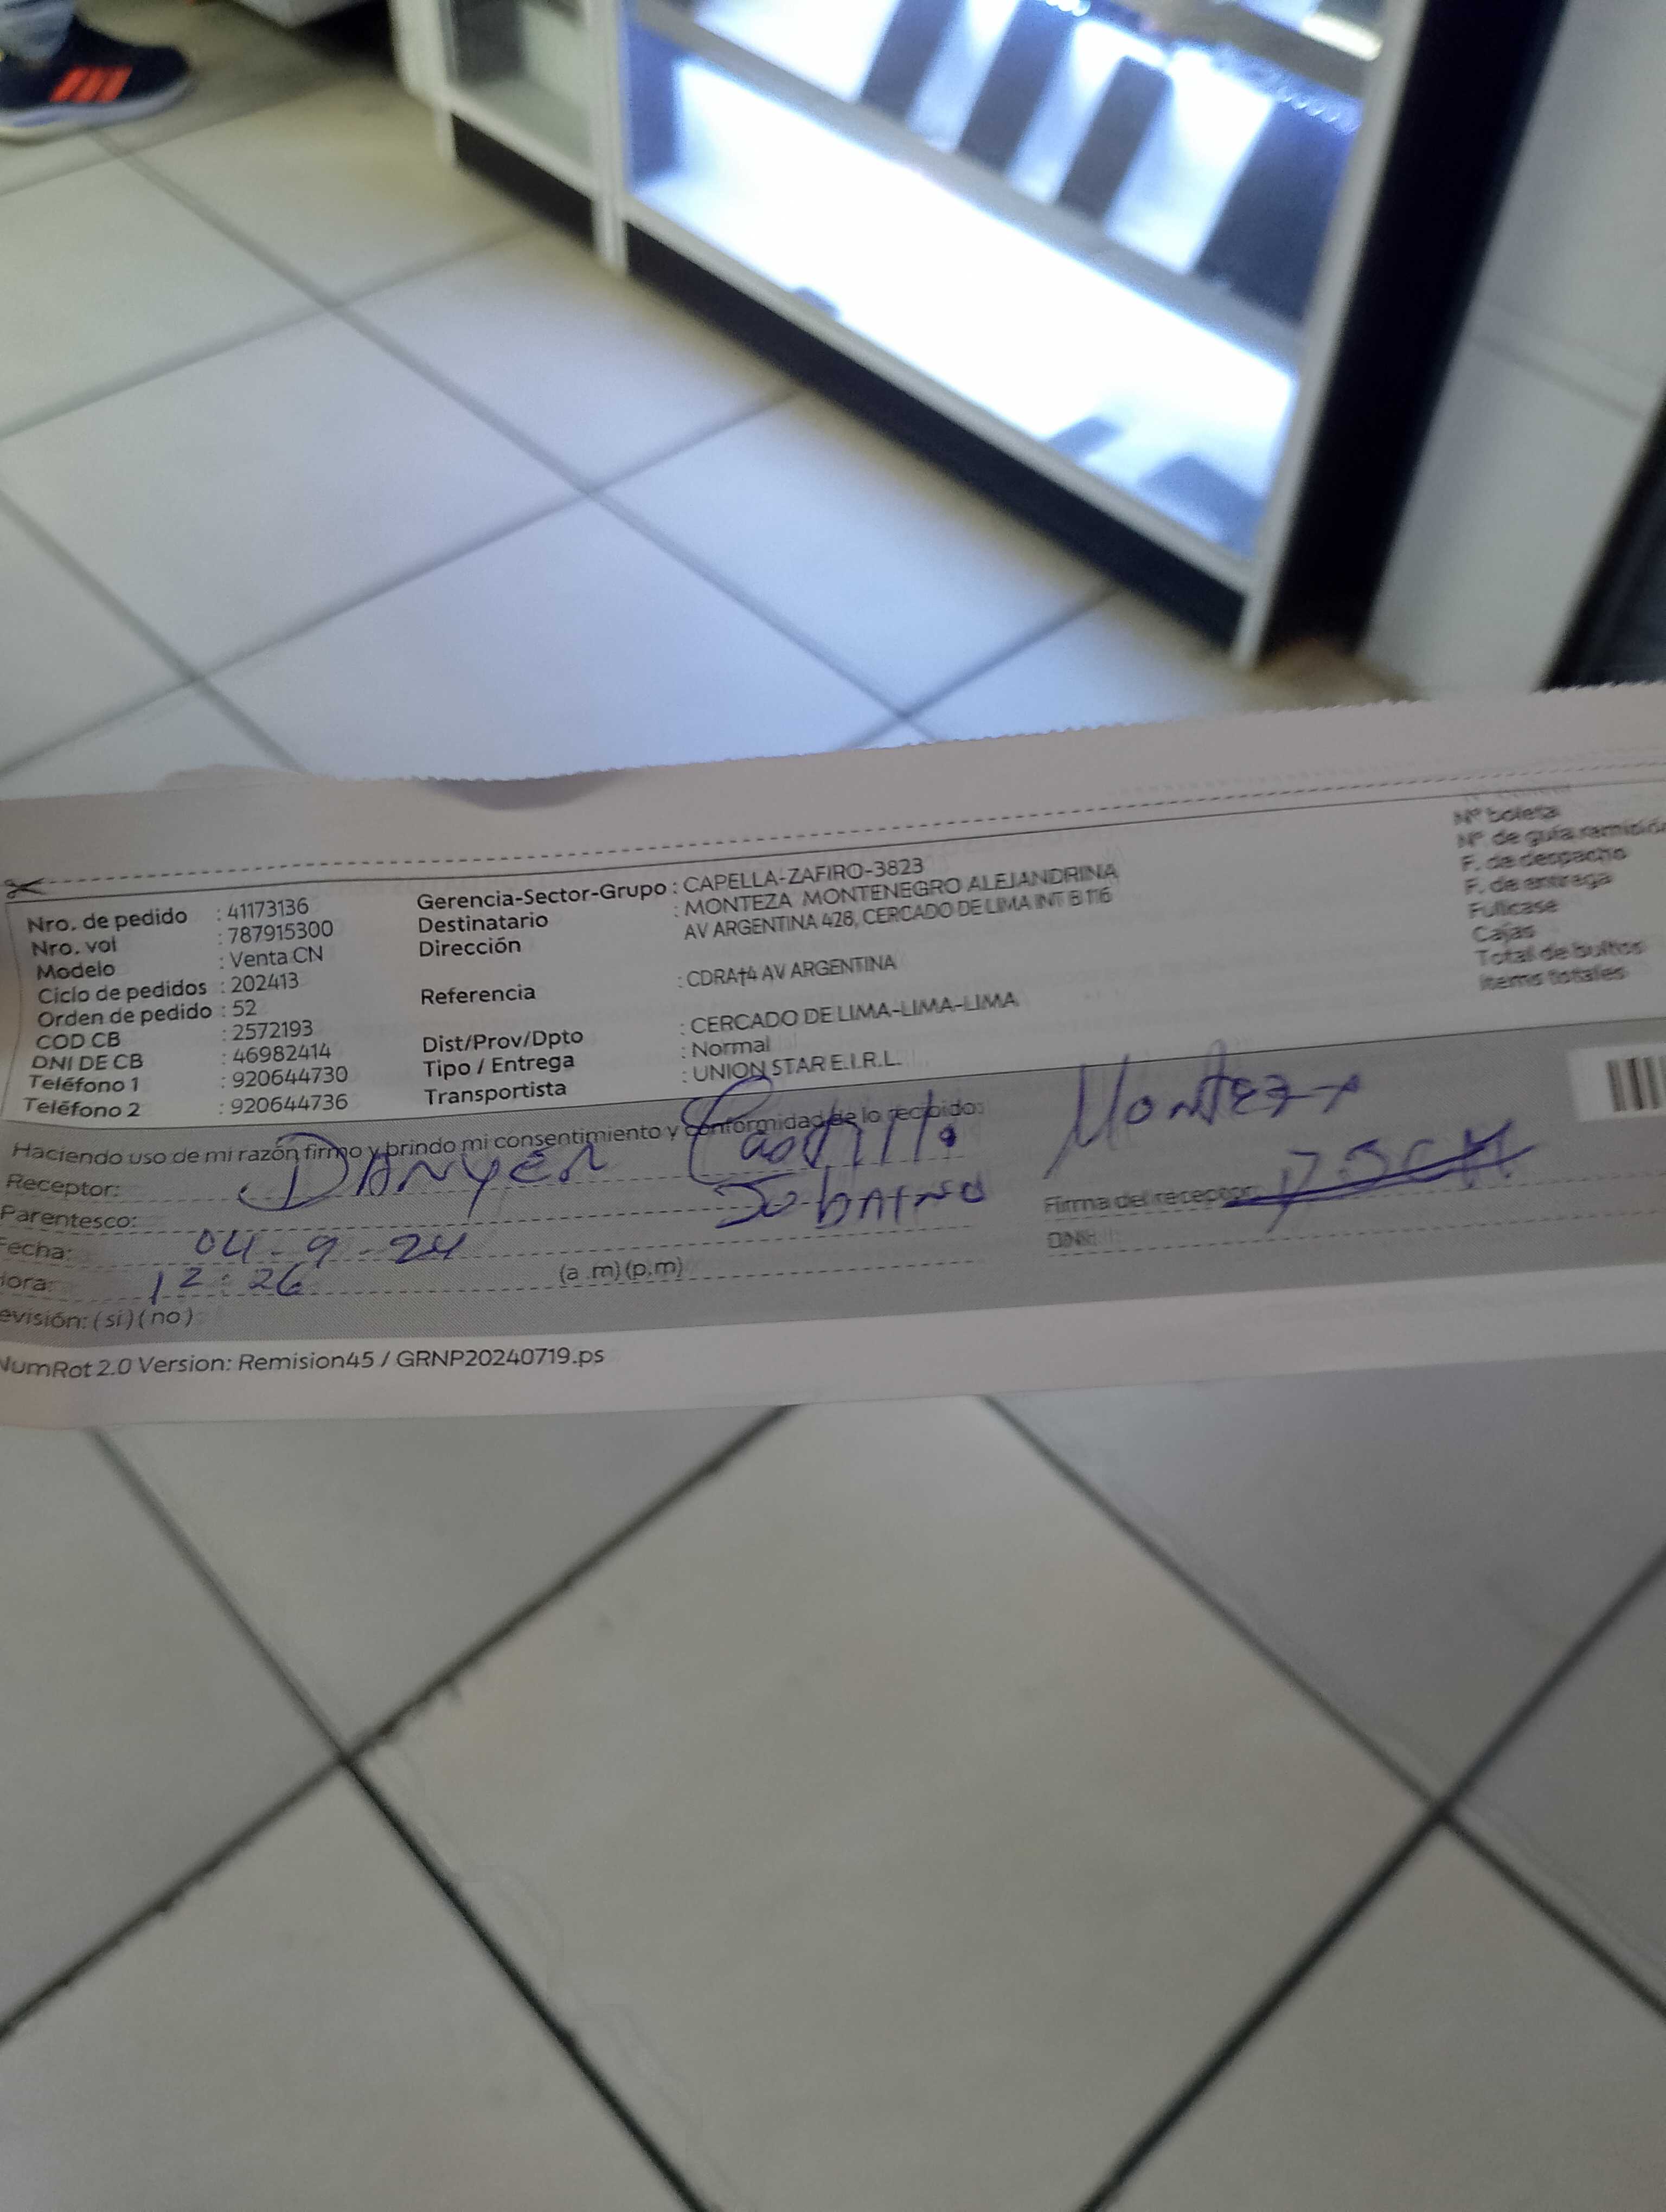 Nro. de pedido : 41173136
Nro. vol : 787915300
Modelo : Venta CN
Ciclo de pedidos : 202413
Orden de pedido : 52
COD CB : 2572193
DNI DE CB : 46982414
Teléfono 1 : 920644730
Teléfono 2 : 920644736
Gerencia-Sector-Grupo : CAPELLA-ZAFIRO-3823
Destinatario : MONTEZA MONTENEGRO ALEJANDRINA
Dirección AV ARGENTINA 428, CERCADO DE LIMA INT B 116
Referencia : CDRA†4 AV ARGENTINA
Dist/Prov/Dpto : CERCADO DE LIMA-LIMA-LIMA
Tipo / Entrega : Normal
Transportista : UNION STAR E.I.R.L.
Nº boleta
Nº de guía remisión
F. de despacho
F. de entrega
Fullcase
Cajas
Total de bultos
Items totales
Haciendo uso de mi razón firmo y brindo mi consentimiento y conformidad de lo recibido:
Receptor: DANYER Castillo Monteza
Parentesco: Sobrino
Firma del receptor:
DNI:
Fecha: 04-9-24
Hora: 12:26 (a .m) (p.m)
evisión: ( si ) ( no )
NumRot 2.0 Version: Remision45 / GRNP20240719.ps